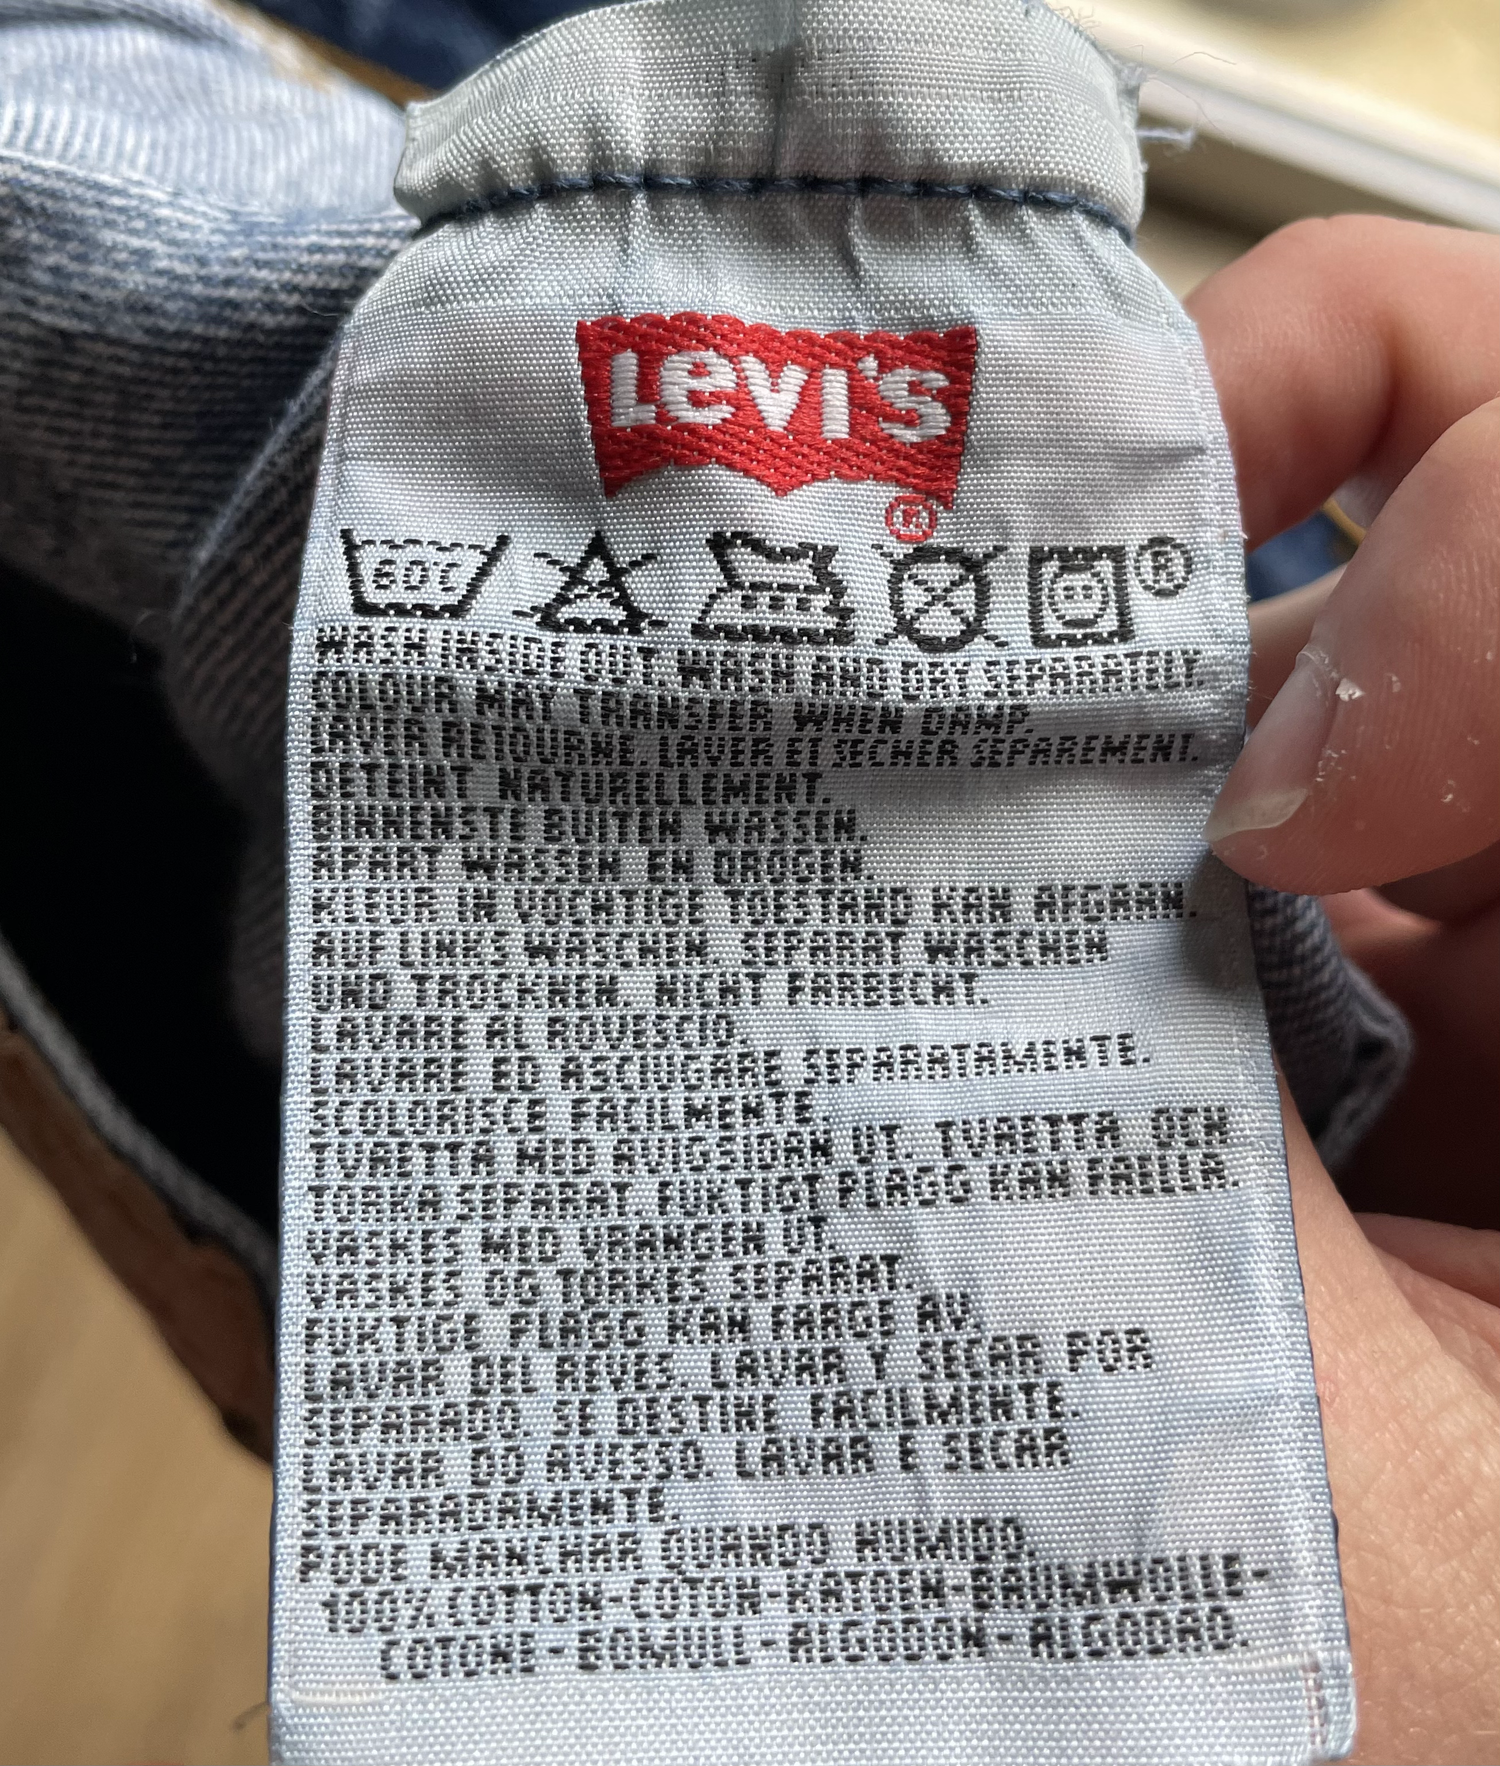 Levi's
®
60°C
®
WASH INSIDE OUT. WASH AND DRY SEPARATELY.
COLOUR MAY TRANSFER WHEN DAMP.
LAVER RETOURNE. LAVER ET SECHER SEPAREMENT.
DETEINT NATURELLEMENT.
BINNENSTE BUITEN WASSEN.
APART WASSEN EN DROGEN.
KLEUR IN VOCHTIGE TOESTAND KAN AFGAAN.
AUF LINKS WASCHEN. SEPARAT WASCHEN
UND TROCKNEN. NICHT FARBECHT.
LAVARE AL ROVESCIO.
LAVARE ED ASCIUGARE SEPARATAMENTE.
SCOLORISCE FACILMENTE.
TVAETTA MED AVIGSIDAN UT. TVAETTA OCH
TORKA SEPARAT. FUKTIGT PLAGG KAN FAELLA.
VASKES MED VRANGEN UT.
VASKES OG TORKES SEPARAT.
FUKTIGE PLAGG KAN FARGE AV.
LAVAR DEL REVES. LAVAR Y SECAR POR
SEPARADO. SE DESTINE FACILMENTE.
LAVAR DO AVESSO. LAVAR E SECAR
SEPARADAMENTE.
PODE MANCHAR QUANDO HUMIDO.
100%COTTON-COTON-KATOEN-BAUMWOLLE-
COTONE-BOMULL-ALGODON-ALGODAO.